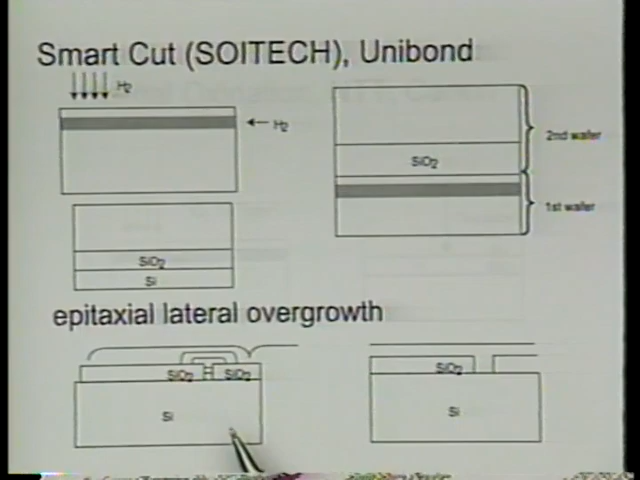 Smart Cut (SOITECH), Unibond
H2
H2
2nd wafer
SiO2
1st wafer
SiO2
Si
epitaxial lateral overgrowth
SiO2 SiO2
SiO2
Si
Si